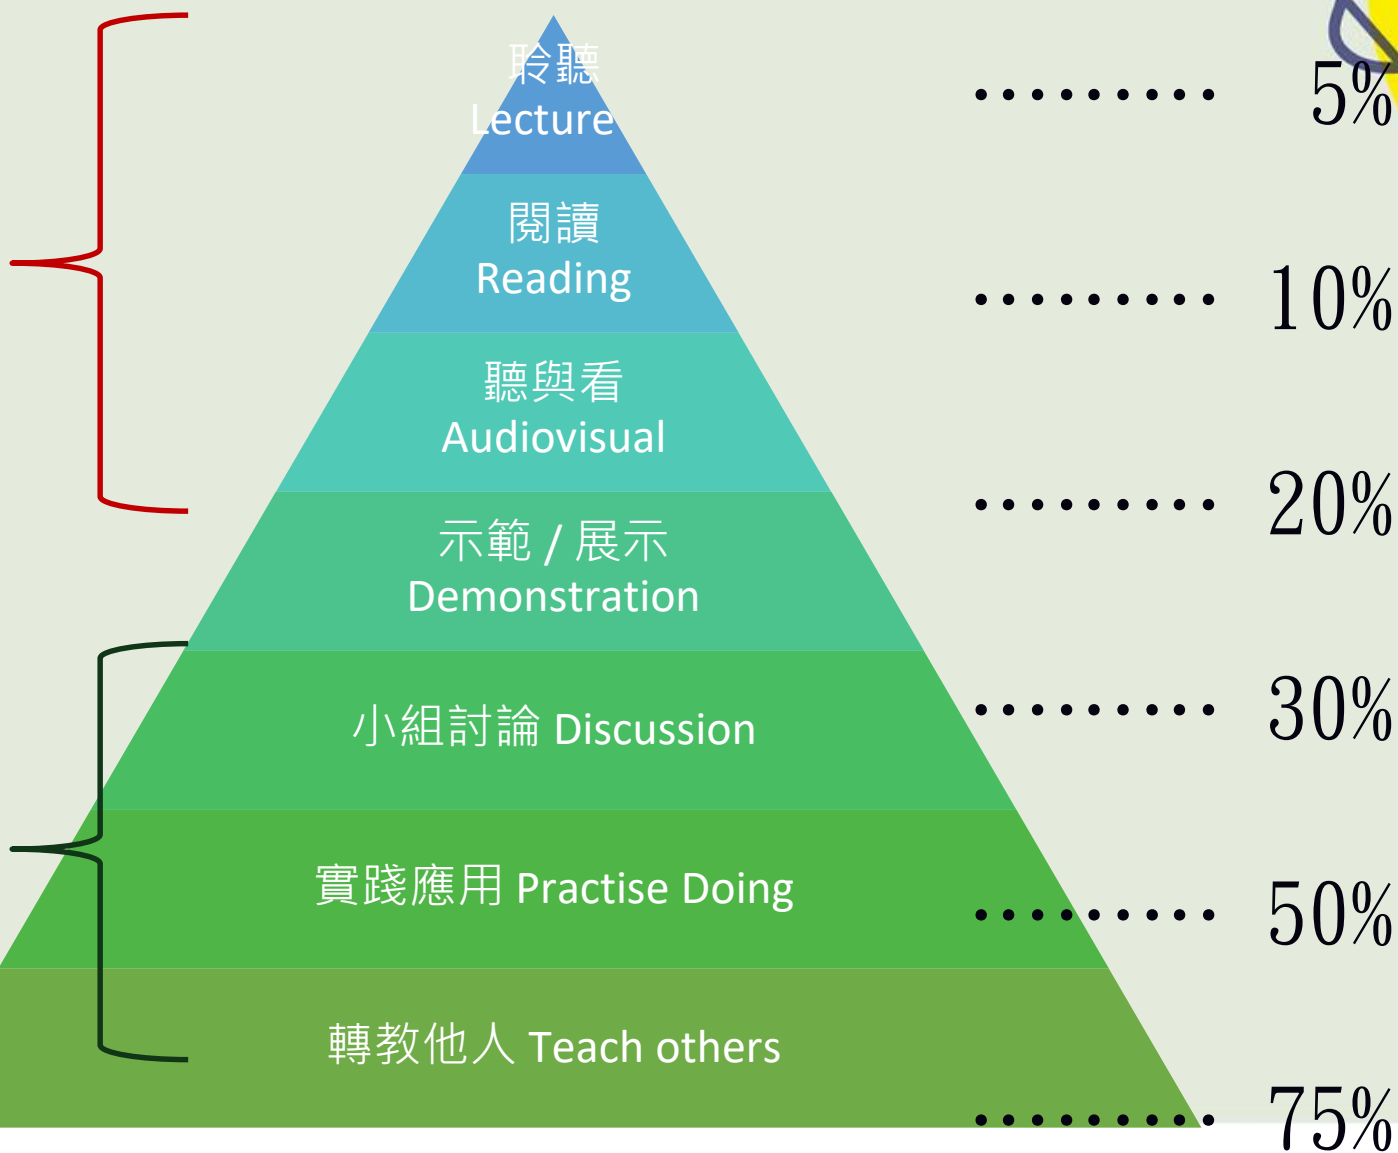 聆聽
Lecture
5%
閱讀
Reading
10%
聽與看
Audiovisual
20%
示範 / 展示
Demonstration
30%
小組討論 Discussion
50%
實踐應用 Practise Doing
75%
轉教他人 Teach others